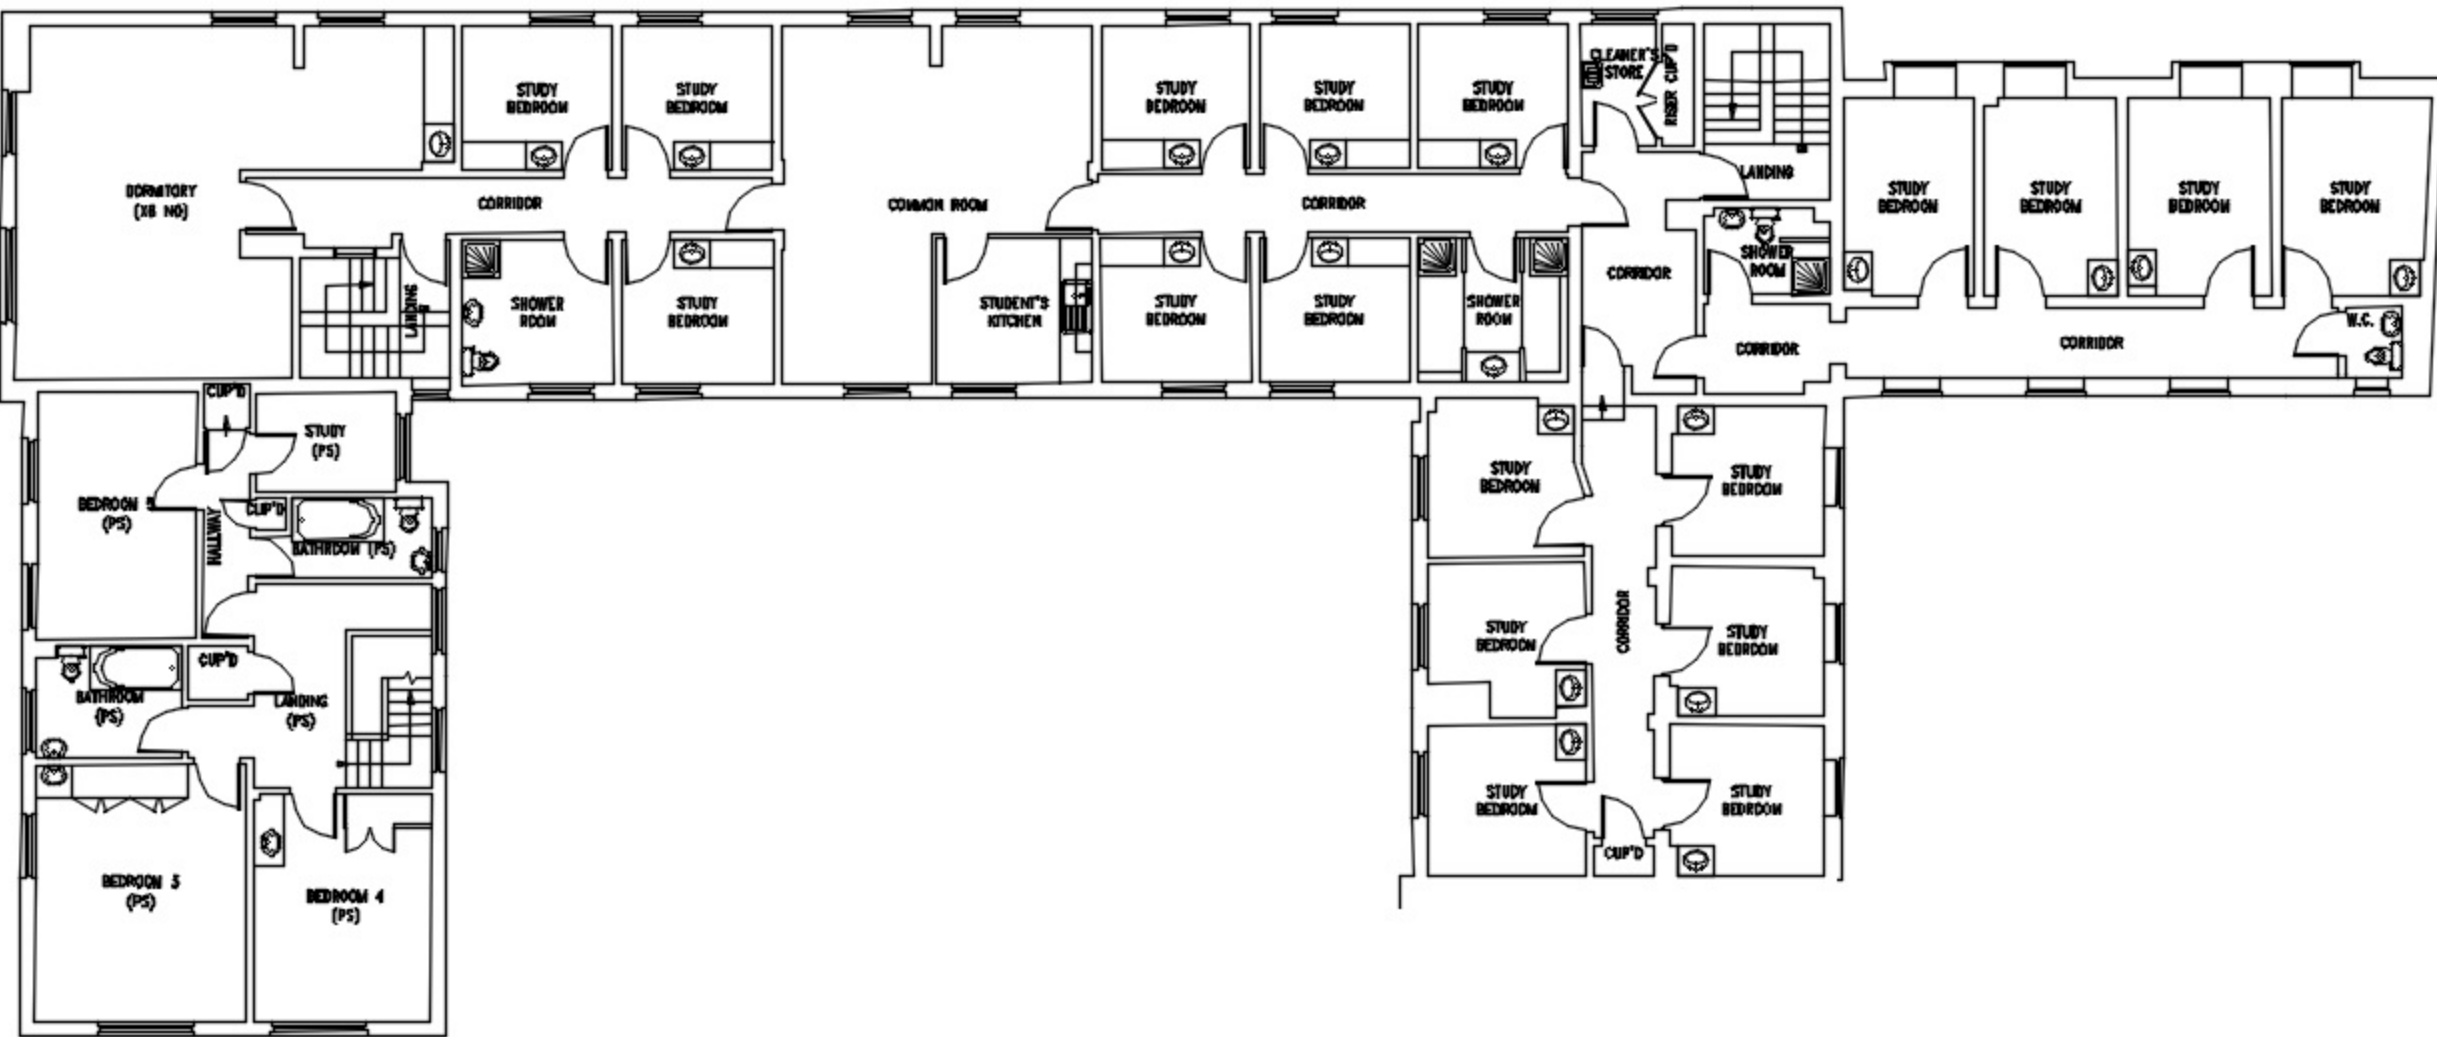 STUDY
BEDROOM
STUDY
BEDROOM
STUDY
BEDROOM
STUDY
BEDROOM
STUDY
BEDROOM
CLEANER'S
STORE
RISER CUP'D
DORMITORY
(X8 NO)
CORRIDOR
COMMON ROOM
CORRIDOR
LANDING
STUDY
BEDROOM
STUDY
BEDROOM
STUDY
BEDROOM
STUDY
BEDROOM
LANDING
SHOWER
ROOM
STUDY
BEDROOM
STUDENT'S
KITCHEN
STUDY
BEDROOM
STUDY
BEDROOM
SHOWER
ROOM
CORRIDOR
SHOWER
ROOM
CORRIDOR
CORRIDOR
W.C.
CUP'D
STUDY
(PS)
BEDROOM 5
(PS)
HALLWAY
CUP'D
BATHROOM (PS)
CUP'D
BATHROOM
(PS)
LANDING
(PS)
BEDROOM 3
(PS)
BEDROOM 4
(PS)
STUDY
BEDROOM
STUDY
BEDROOM
STUDY
BEDROOM
CORRIDOR
STUDY
BEDROOM
STUDY
BEDROOM
STUDY
BEDROOM
CUP'D